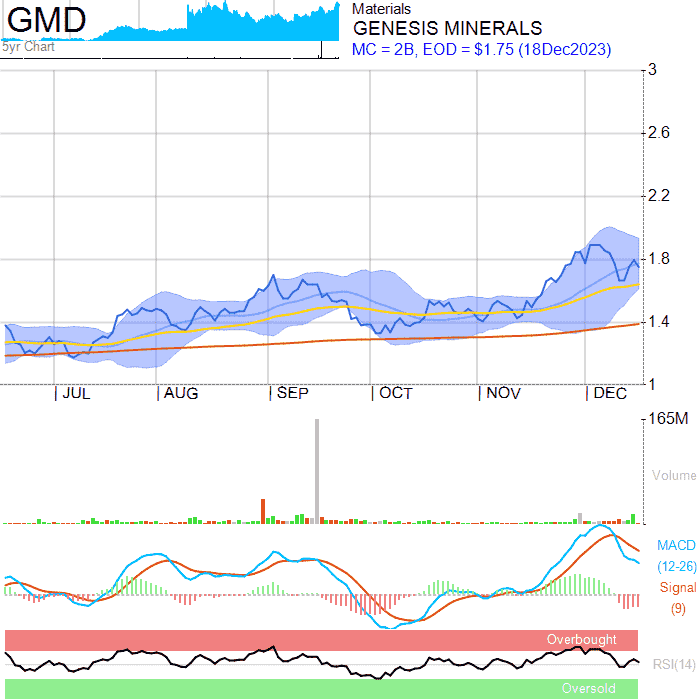 GMD
5yr Chart
Materials
GENESIS MINERALS
MC = 2B, EOD = $1.75 (18Dec2023)
3
2.6
2.2
1.8
1.4
1
JUL AUG SEP OCT NOV DEC
165M
Volume
MACD
(12-26)
Signal
(9)
Overbought
RSI(14)
Oversold